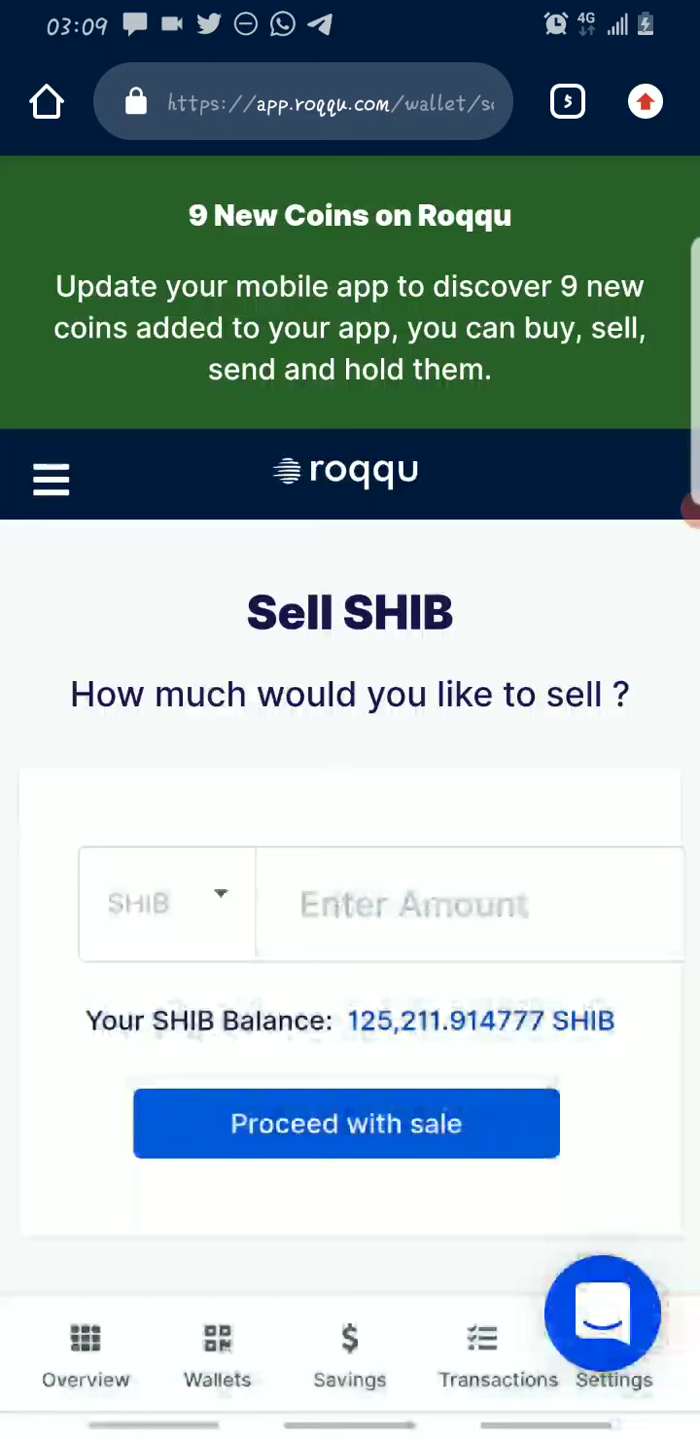 03:09
4G
https://app.roqqu.com/wallet/s
5
9 New Coins on Roqqu
Update your mobile app to discover 9 new
coins added to your app, you can buy, sell,
send and hold them.
roqqu
Sell SHIB
How much would you like to sell ?
SHIB
Enter Amount
Your SHIB Balance: 125,211.914777 SHIB
Proceed with sale
Overview
Wallets
Savings
Transactions
Settings